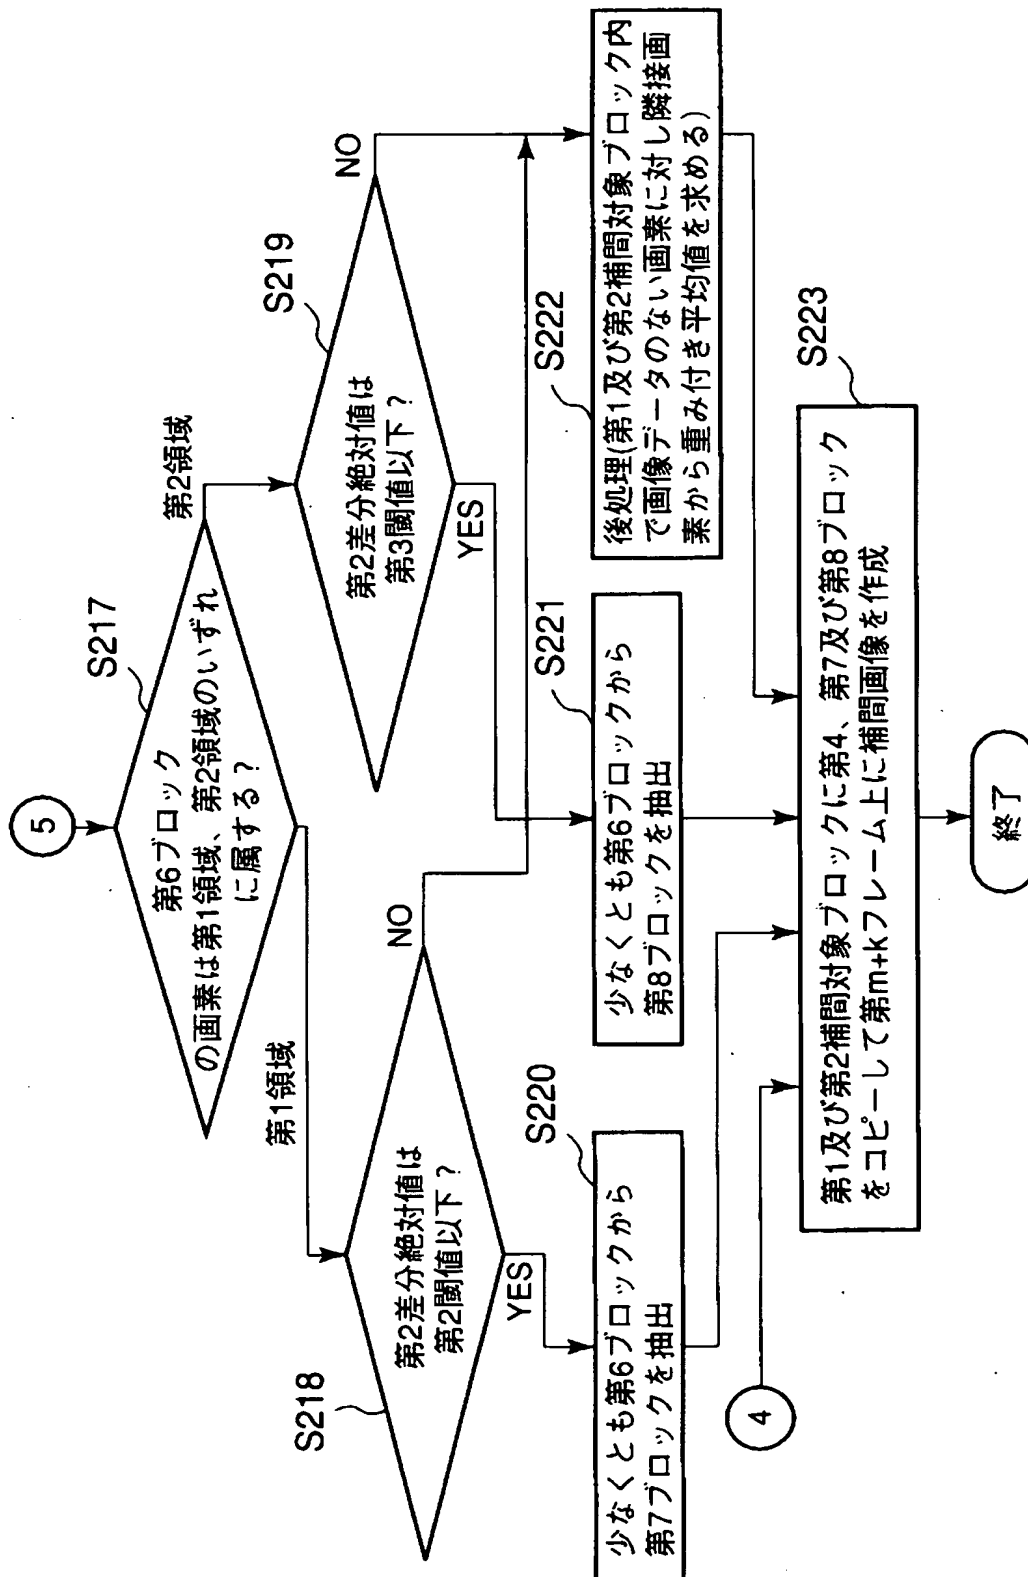 5
S217
第6ブロック
の画素は第1領域、第2領域のいずれ
に属する？
第1領域
第2領域
S218
第2差分絶対値は
第2閾値以下？
NO
YES
S219
第2差分絶対値は
第3閾値以下？
NO
YES
S220
少なくとも第6ブロックから
第7ブロックを抽出
S221
少なくとも第6ブロックから
第8ブロックを抽出
S222
後処理(第1及び第2補間対象ブロック内
で画像データのない画素に対し隣接画
素から重み付き平均値を求める)
4
S223
第1及び第2補間対象ブロックに第4、第7及び第8ブロック
をコピーして第m+kフレーム上に補間画像を作成
終了